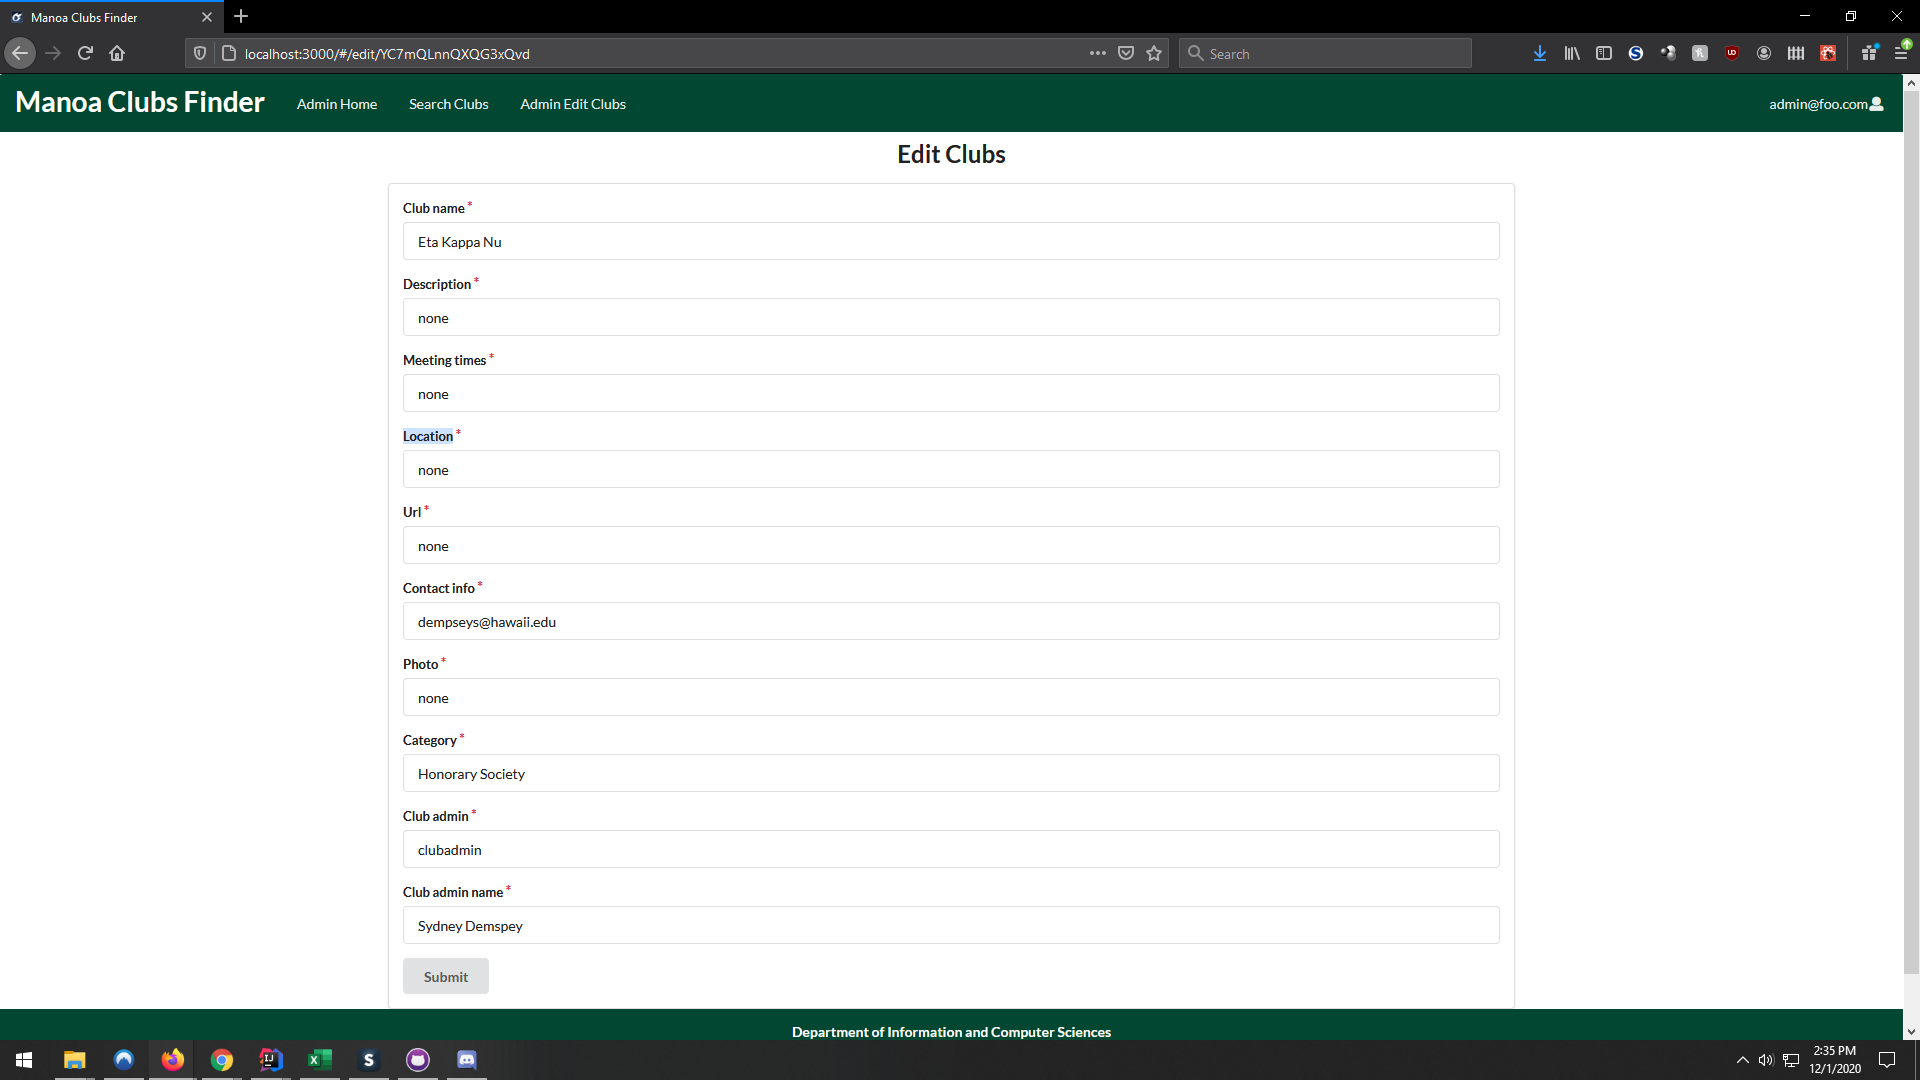 Manoa Clubs Finder
localhost:3000/#/edit/YC7mQLnnQXQG3xQvd
Search
Manoa Clubs Finder
Admin Home
Search Clubs
Admin Edit Clubs
admin@foo.com
Edit Clubs
Club name *
Eta Kappa Nu
Description *
none
Meeting times *
none
Location *
none
Url *
none
Contact info *
dempseys@hawaii.edu
Photo *
none
Category *
Honorary Society
Club admin *
clubadmin
Club admin name *
Sydney Demspey
Submit
Department of Information and Computer Sciences
2:35 PM
12/1/2020